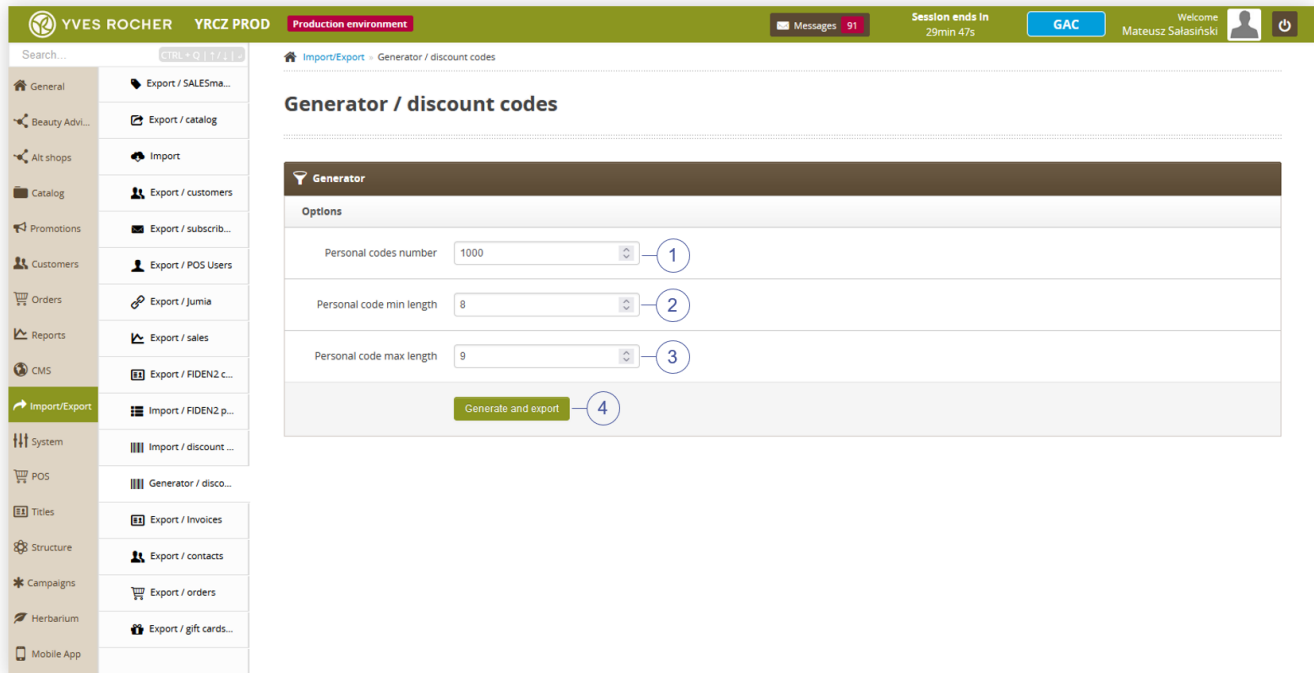 YVES ROCHER YRCZ PROD Production environment
Messages 91
Session ends in
29min 47s
GAC
Welcome
Mateusz Sałasiński
Search...
CTRL + Q | ↑ / ↓ |
General
Beauty Advi...
Alt shops
Catalog
Promotions
Customers
Orders
Reports
CMS
Import/Export
System
POS
Titles
Structure
Campaigns
Herbarium
Mobile App
Export / SALESma...
Export / catalog
Import
Export / customers
Export / subscrib...
Export / POS Users
Export / Jumia
Export / sales
Export / FIDEN2 c...
Import / FIDEN2 p...
Import / discount ...
Generator / disco...
Export / Invoices
Export / contacts
Export / orders
Export / gift cards...
Import/Export » Generator / discount codes
Generator / discount codes
Generator
Options
Personal codes number 1000 1
Personal code min length 8 2
Personal code max length 9 3
Generate and export 4